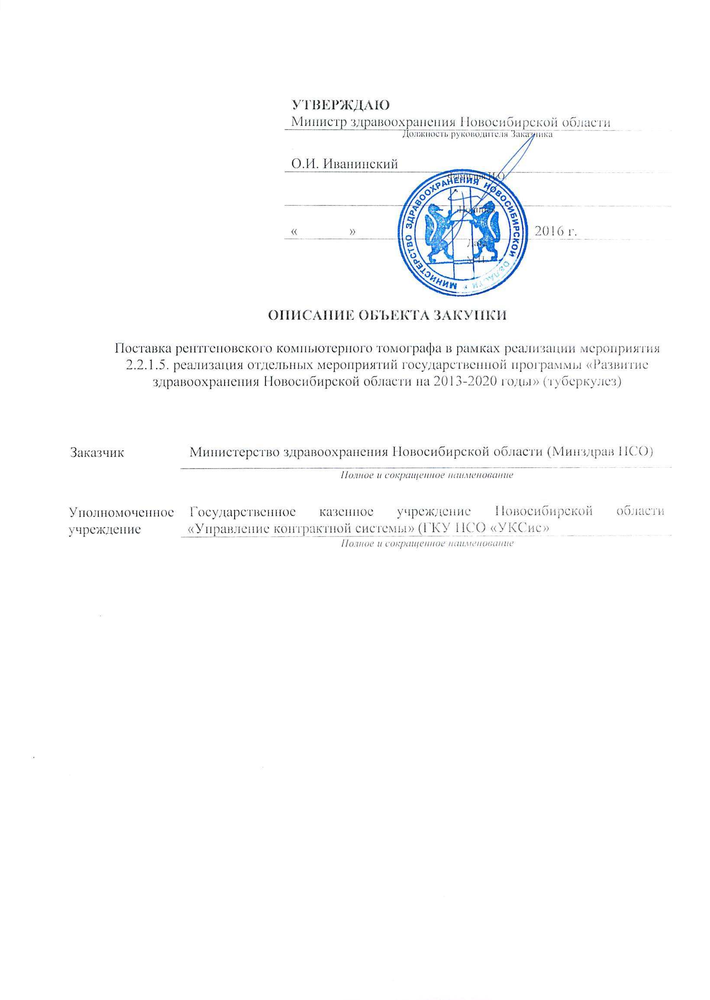 УТВЕРЖДАЮ
Министр здравоохранения Новосибирской области
Должность руководителя Заказчика
О.И. Иванинский
Фамилия И.О.
Подпись
« » 2016 г.
Дата
М.П.
МИНИСТЕРСТВО ЗДРАВООХРАНЕНИЯ НОВОСИБИРСКОЙ ОБЛАСТИ *
ОПИСАНИЕ ОБЪЕКТА ЗАКУПКИ
Поставка рентгеновского компьютерного томографа в рамках реализации мероприятия
2.2.1.5. реализация отдельных мероприятий государственной программы «Развитие
здравоохранения Новосибирской области на 2013-2020 годы» (туберкулез)
Заказчик Министерство здравоохранения Новосибирской области (Минздрав НСО)
Полное и сокращенное наименование
Уполномоченное Государственное казенное учреждение Новосибирской области
учреждение «Управление контрактной системы» (ГКУ НСО «УКСис»
Полное и сокращенное наименование